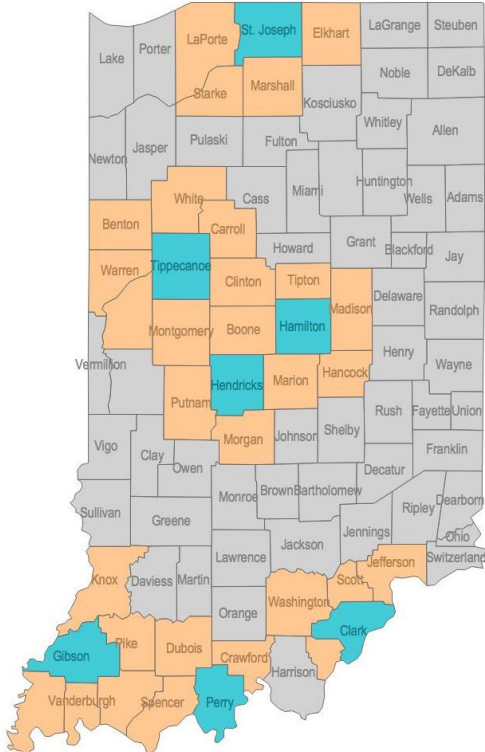 St. Joseph
Elkhart
LaGrange
Steuben
LaPorte
Porter
Lake
Noble
DeKalb
Marshall
Starke
Kosciusko
Whitley
Allen
Pulaski
Fulton
Jasper
Newton
Miami
Huntington
Wells
Adams
White
Cass
Carroll
Benton
Howard
Grant
Blackford
Jay
Tippecanoe
Warren
Clinton
Tipton
Madison
Delaware
Randolph
Montgomery
Boone
Hamilton
Henry
Wayne
Vermillion
Hendricks
Marion
Hancock
Putnam
Rush
Fayette
Union
Morgan
Johnson
Shelby
Vigo
Clay
Owen
Franklin
Decatur
Monroe
Brown
Bartholomew
Dearborn
Sullivan
Greene
Ripley
Jennings
Ohio
Jackson
Lawrence
Switzerland
Jefferson
Knox
Daviess
Martin
Scott
Washington
Orange
Clark
Pike
Dubois
Gibson
Crawford
Harrison
Vanderburgh
Spencer
Perry